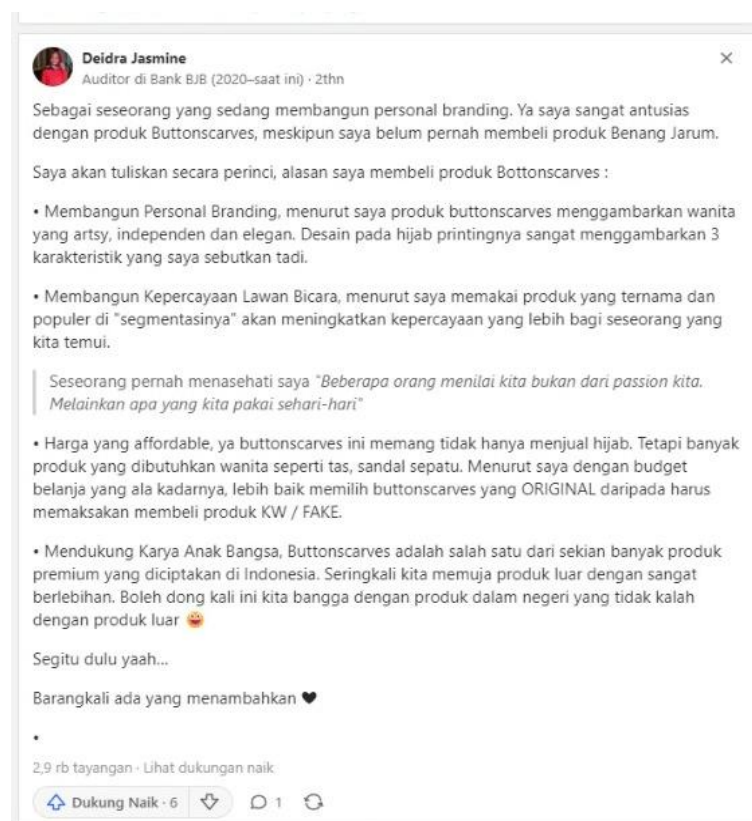 Deidra Jasmine
Auditor di Bank BJB (2020–saat ini) · 2thn
Sebagai seseorang yang sedang membangun personal branding. Ya saya sangat antusias
dengan produk Buttonscarves, meskipun saya belum pernah membeli produk Benang Jarum.
Saya akan tuliskan secara perinci, alasan saya membeli produk Bottonscarves :
• Membangun Personal Branding, menurut saya produk buttonscarves menggambarkan wanita
yang artsy, independen dan elegan. Desain pada hijab printingnya sangat menggambarkan 3
karakteristik yang saya sebutkan tadi.
• Membangun Kepercayaan Lawan Bicara, menurut saya memakai produk yang ternama dan
populer di "segmentasinya" akan meningkatkan kepercayaan yang lebih bagi seseorang yang
kita temui.
Seseorang pernah menasehati saya "Beberapa orang menilai kita bukan dari passion kita.
Melainkan apa yang kita pakai sehari-hari"
• Harga yang affordable, ya buttonscarves ini memang tidak hanya menjual hijab. Tetapi banyak
produk yang dibutuhkan wanita seperti tas, sandal sepatu. Menurut saya dengan budget
belanja yang ala kadarnya, lebih baik memilih buttonscarves yang ORIGINAL daripada harus
memaksakan membeli produk KW / FAKE.
• Mendukung Karya Anak Bangsa, Buttonscarves adalah salah satu dari sekian banyak produk
premium yang diciptakan di Indonesia. Seringkali kita memuja produk luar dengan sangat
berlebihan. Boleh dong kali ini kita bangga dengan produk dalam negeri yang tidak kalah
dengan produk luar 😄
Segitu dulu yaah...
Barangkali ada yang menambahkan 🖤
•
2,9 rb tayangan · Lihat dukungan naik
Dukung Naik · 6 1